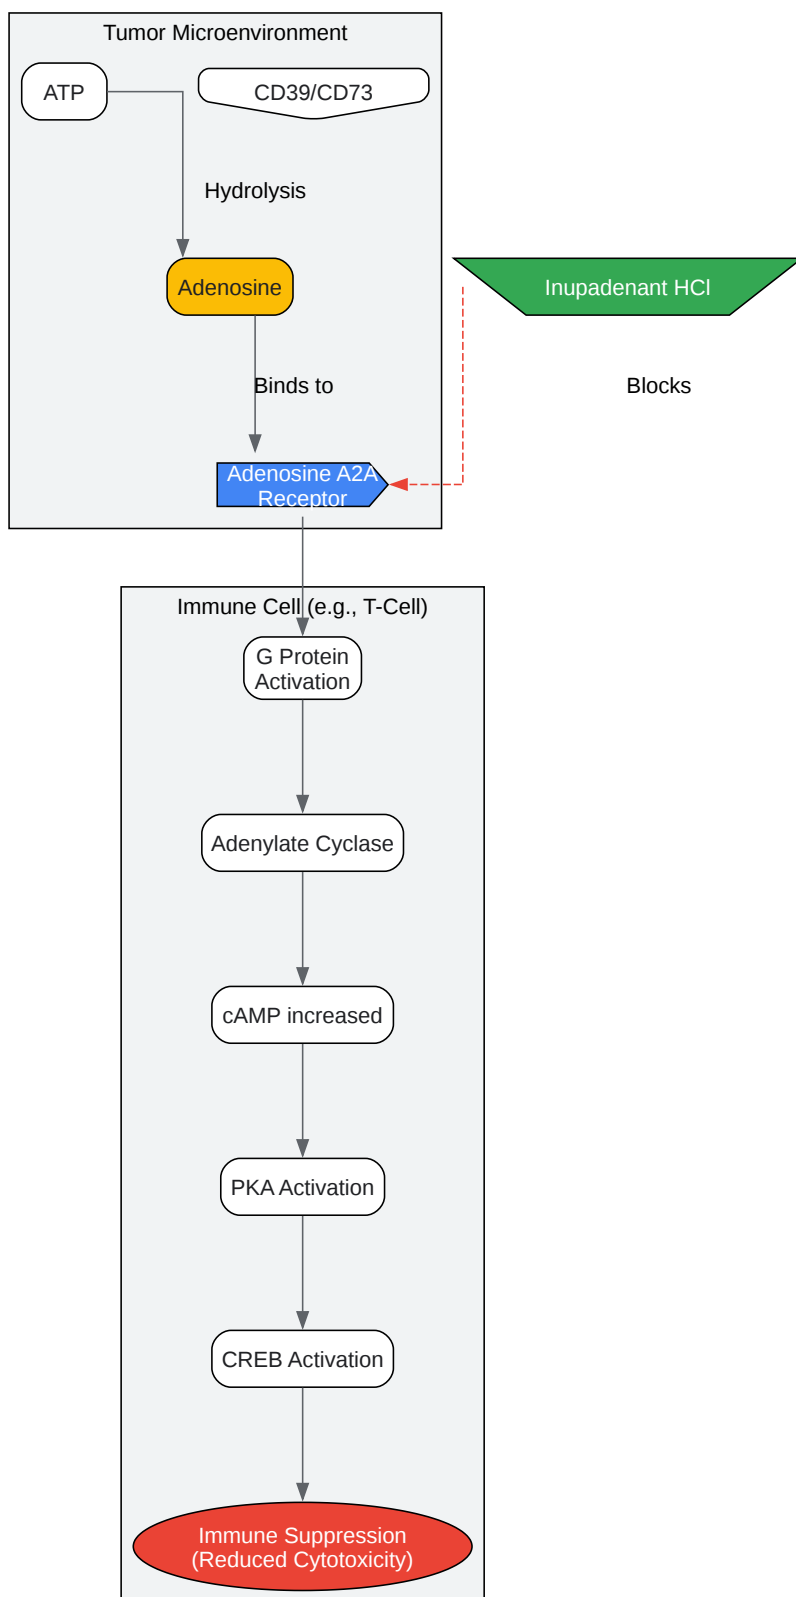 Tumor Microenvironment
ATP
CD39/CD73
Hydrolysis
Adenosine
Inupadenant HCl
Binds to
Blocks
Adenosine A2A
Receptor
Immune Cell (e.g., T-Cell)
G Protein
Activation
Adenylate Cyclase
cAMP increased
PKA Activation
CREB Activation
Immune Suppression
(Reduced Cytotoxicity)